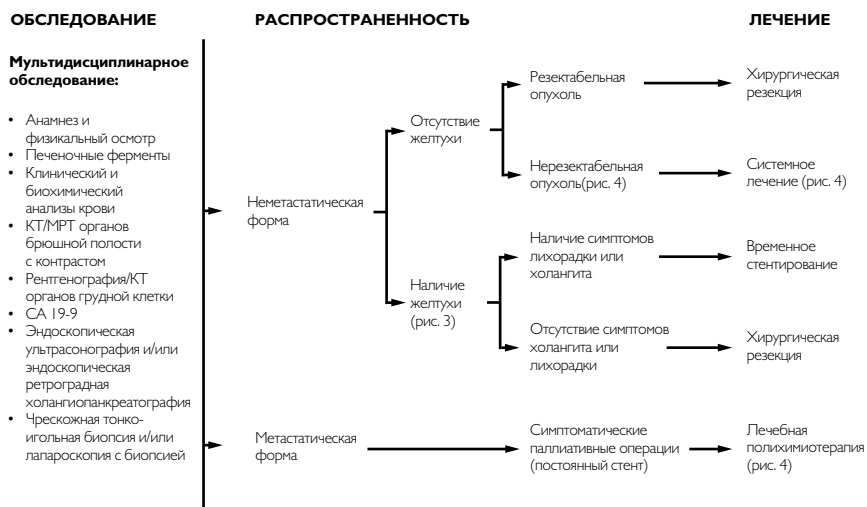 ОБСЛЕДОВАНИЕ
РАСПРОСТРАНЕННОСТЬ
ЛЕЧЕНИЕ
Мультидисциплинарное
обследование:
• Анамнез и
физикальный осмотр
• Печеночные ферменты
• Клинический и
биохимический
анализы крови
• КТ/МРТ органов
брюшной полости
с контрастом
• Рентгенография/КТ
органов грудной клетки
• СА 19-9
• Эндоскопическая
ультрасонография и/или
эндоскопическая
ретроградная
холангиопанкреатография
• Чрескожная тонко-
игольная биопсия и/или
лапароскопия с биопсией
Неметастатическая
форма
Отсутствие
желтухи
Резектабельная
опухоль
Хирургическая
резекция
Нерезектабельная
опухоль(рис. 4)
Системное
лечение (рис. 4)
Наличие
желтухи
(рис. 3)
Наличие симптомов
лихорадки или
холангита
Временное
стентирование
Отсутствие симптомов
холангита или
лихорадки
Хирургическая
резекция
Метастатическая
форма
Симптоматические
паллиативные операции
(постоянный стент)
Лечебная
полихимиотерапия
(рис. 4)